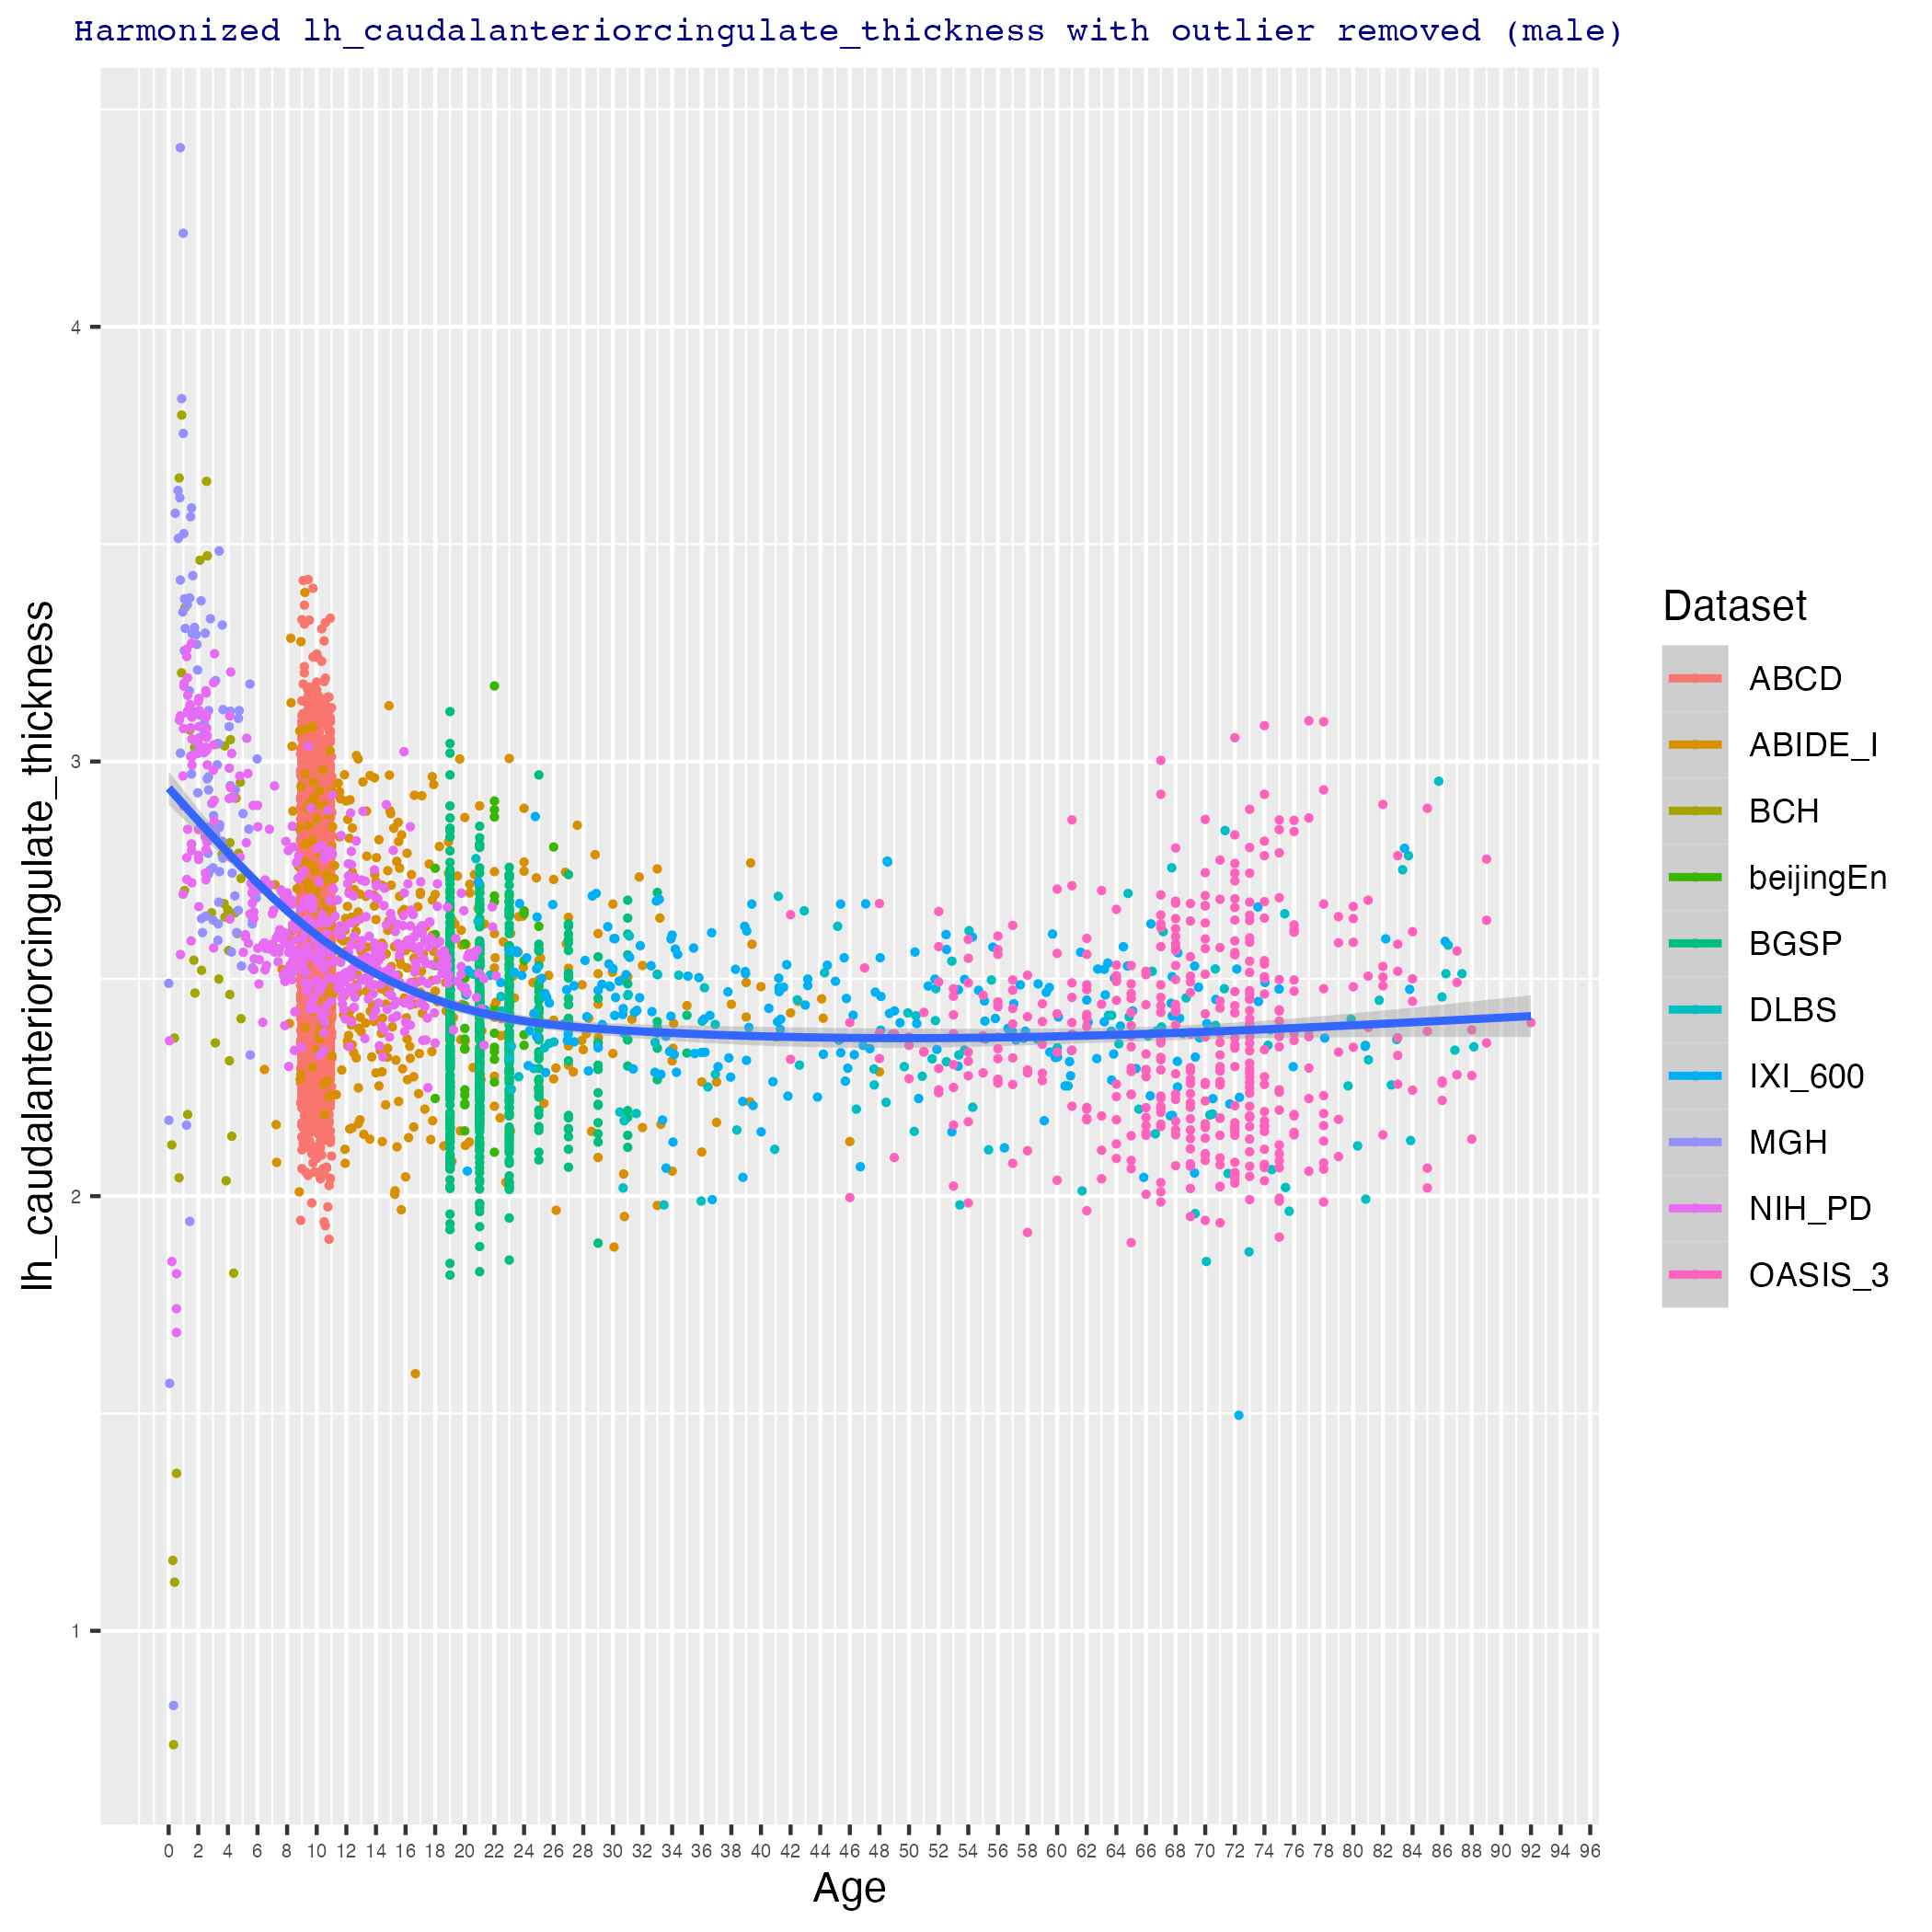 Harmonized lh_caudalanteriorcingulate_thickness with outlier removed (male)
lh_caudalanteriorcingulate_thickness
4
3
2
1
0 2 4 6 8 10 12 14 16 18 20 22 24 26 28 30 32 34 36 38 40 42 44 46 48 50 52 54 56 58 60 62 64 66 68 70 72 74 76 78 80 82 84 86 88 90 92 94 96
Age
Dataset
ABCD
ABIDE_I
BCH
beijingEn
BGSP
DLBS
IXI_600
MGH
NIH_PD
OASIS_3